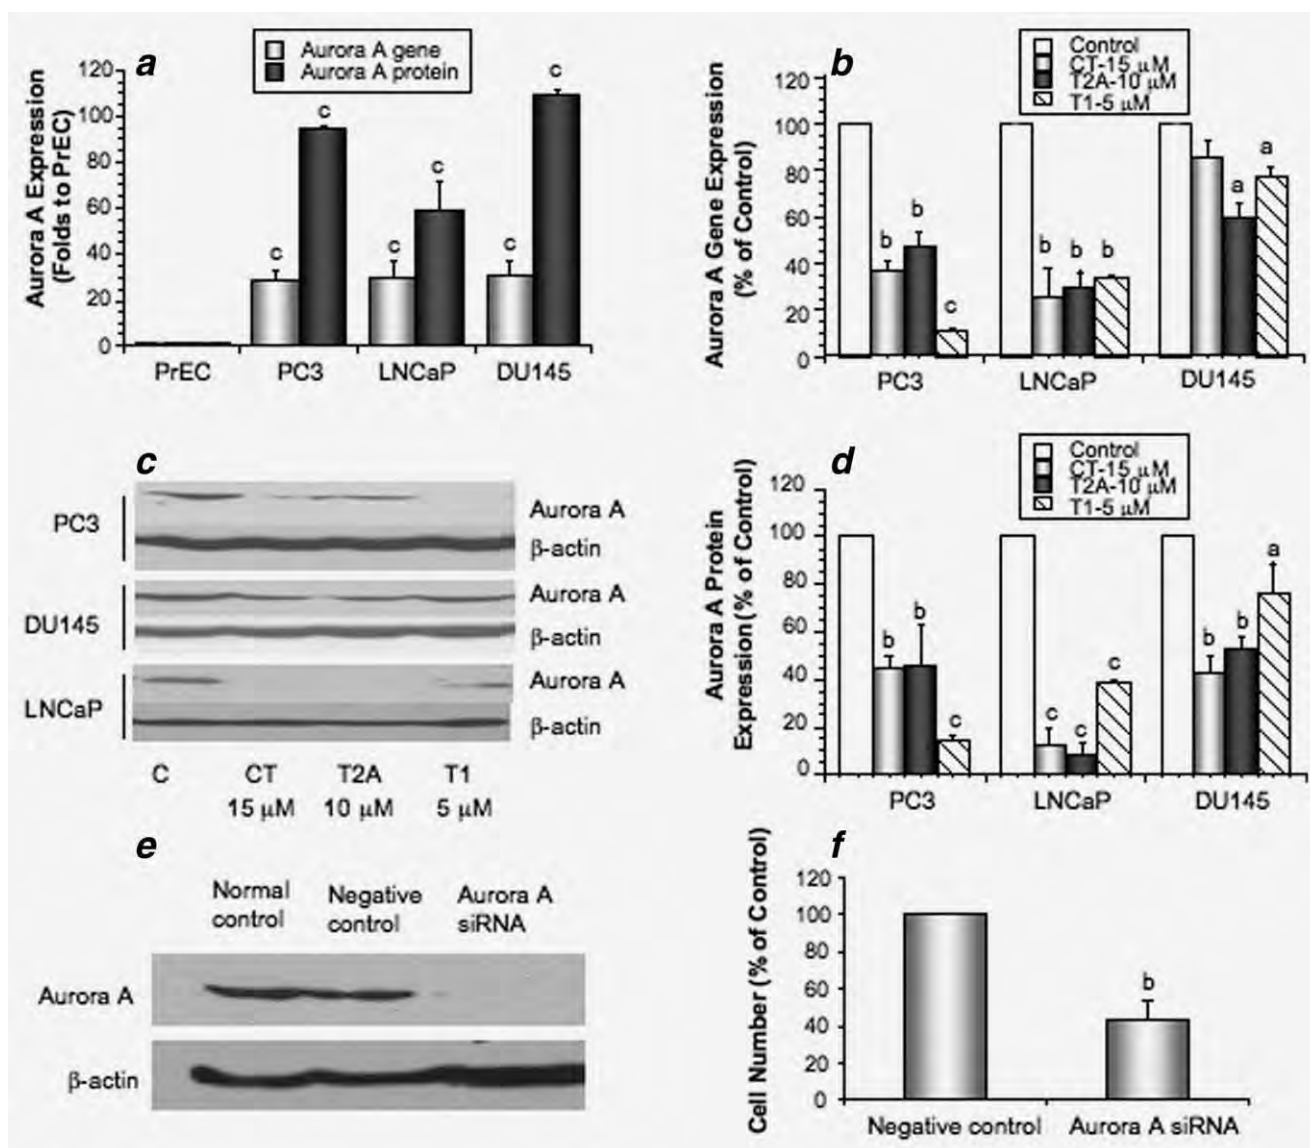 a
Aurora A gene
Aurora A protein
Aurora A Expression
(Folds to PrEC)
120
100
80
60
40
20
0
c
c
c
c
c
c
PrEC
PC3
LNCaP
DU145
b
Control
CT-15 μM
T2A-10 μM
T1-5 μM
Aurora A Gene Expression
(% of Control)
120
100
80
60
40
20
0
b
b
c
b
b
b
a
a
PC3
LNCaP
DU145
c
PC3
Aurora A
β-actin
DU145
Aurora A
β-actin
LNCaP
Aurora A
β-actin
C
CT
T2A
T1
15 μM
10 μM
5 μM
d
Control
CT-15 μM
T2A-10 μM
T1-5 μM
Aurora A Protein
Expression (% of Control)
120
100
80
60
40
20
0
b
b
c
c
c
c
b
b
a
PC3
LNCaP
DU145
e
Normal
control
Negative
control
Aurora A
siRNA
Aurora A
β-actin
f
Cell Number (% of Control)
120
100
80
60
40
20
0
b
Negative control
Aurora A siRNA